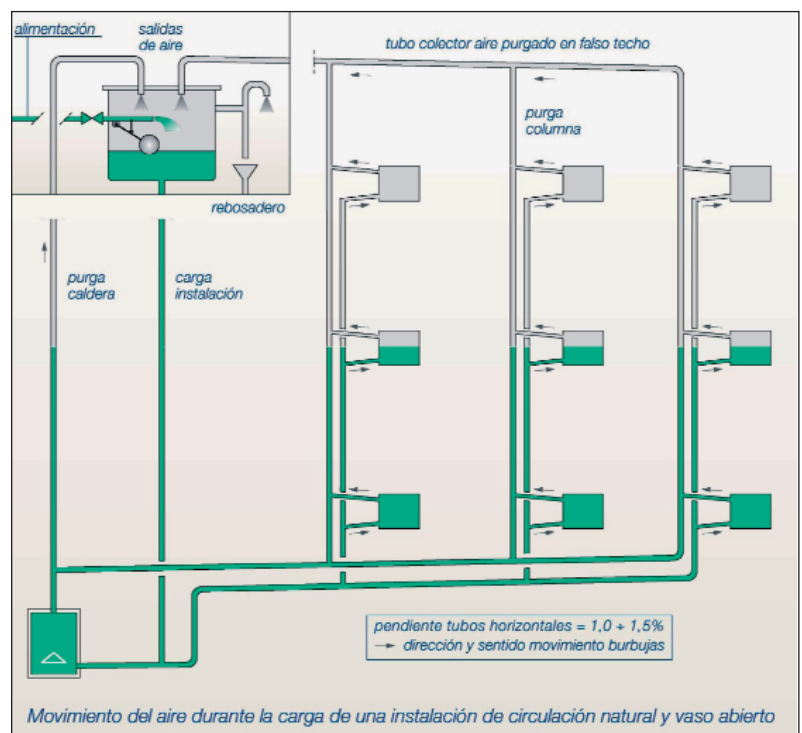 alimentación
salidas
de aire
tubo colector aire purgado en falso techo
purga
columna
rebosadero
purga
caldera
carga
instalación
pendiente tubos horizontales = 1,0 ÷ 1,5%
dirección y sentido movimiento burbujas
Movimiento del aire durante la carga de una instalación de circulación natural y vaso abierto